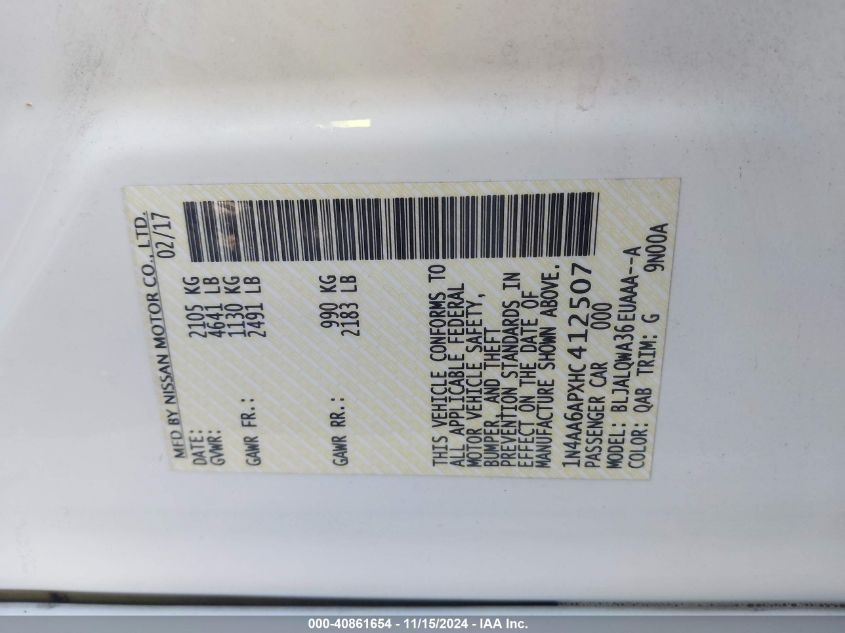 MFD BY NISSAN MOTOR CO., LTD.
DATE: 02/17
GVWR: 2105 KG
4641 LB
GAWR FR.: 1130 KG
2491 LB
GAWR RR.: 990 KG
2183 LB
THIS VEHICLE CONFORMS TO
ALL APPLICABLE FEDERAL
MOTOR VEHICLE SAFETY,
BUMPER AND THEFT
PREVENTION STANDARDS IN
EFFECT ON THE DATE OF
MANUFACTURE SHOWN ABOVE.
1N4AA6APXHC412507
PASSENGER CAR 000
MODEL: BLJALQWA36EUAAA--A
COLOR: QAB TRIM: G 9N00A
000-40861654 - 11/15/2024 - IAA Inc.